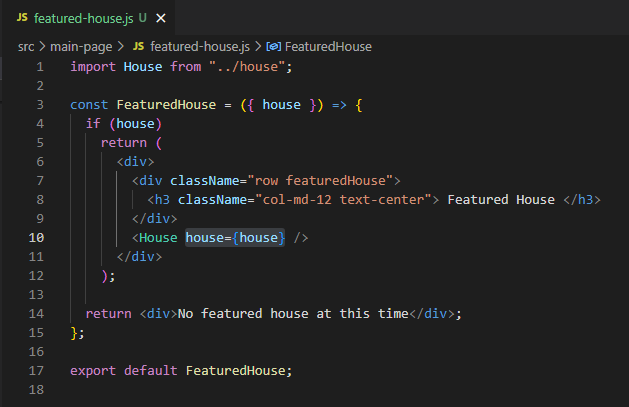 JS featured-house.js U ×
src > main-page > JS featured-house.js > FeaturedHouse
1 import House from "../house";
2
3 const FeaturedHouse = ({ house }) => {
4   if (house)
5     return (
6       <div>
7         <div className="row featuredHouse">
8           <h3 className="col-md-12 text-center"> Featured House </h3>
9         </div>
10         <House house={house} />
11       </div>
12     );
13
14   return <div>No featured house at this time</div>;
15 };
16
17 export default FeaturedHouse;
18